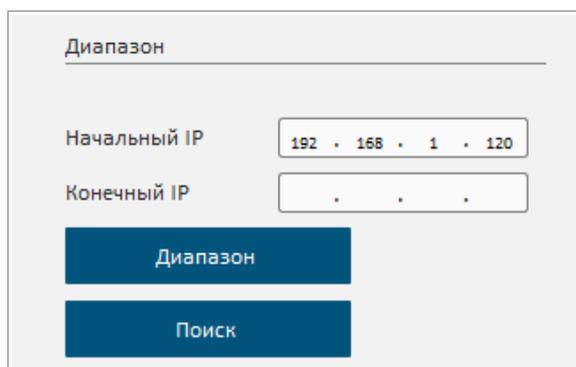 Диапазон
Начальный IP 192 . 168 . 1 . 120
Конечный IP . . .
Диапазон
Поиск